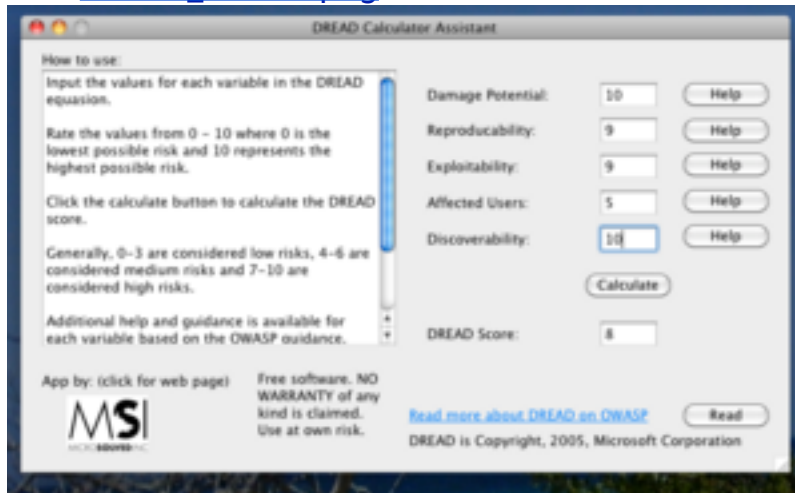 DREAD Calculator Assistant
How to use:
Input the values for each variable in the DREAD
equasion.
Rate the values from 0 - 10 where 0 is the
lowest possible risk and 10 represents the
highest possible risk.
Click the calculate button to calculate the DREAD
score.
Generally, 0-3 are considered low risks, 4-6 are
considered medium risks and 7-10 are
considered high risks.
Additional help and guidance is available for
each variable based on the OWASP guidance.
Damage Potential: 10 Help
Reproducability: 9 Help
Exploitability: 9 Help
Affected Users: 5 Help
Discoverability: 10 Help
Calculate
DREAD Score: 8
App by: (click for web page)
MSI
MICROSOLVED INC
Free software. NO
WARRANTY of any
kind is claimed.
Use at own risk.
Read more about DREAD on OWASP Read
DREAD is Copyright, 2005, Microsoft Corporation